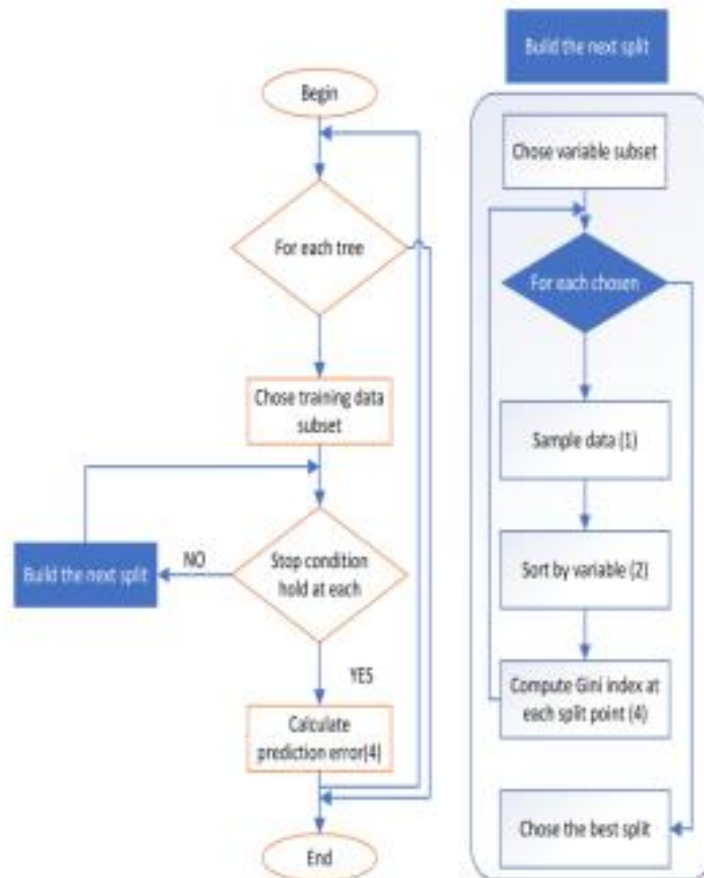 Begin
For each tree
Chose training data
subset
Stop condition
hold at each
NO
Build the next split
YES
Calculate
prediction error(4)
End
Build the next split
Chose variable subset
For each chosen
Sample data (1)
Sort by variable (2)
Compute Gini index at
each split point (4)
Chose the best split